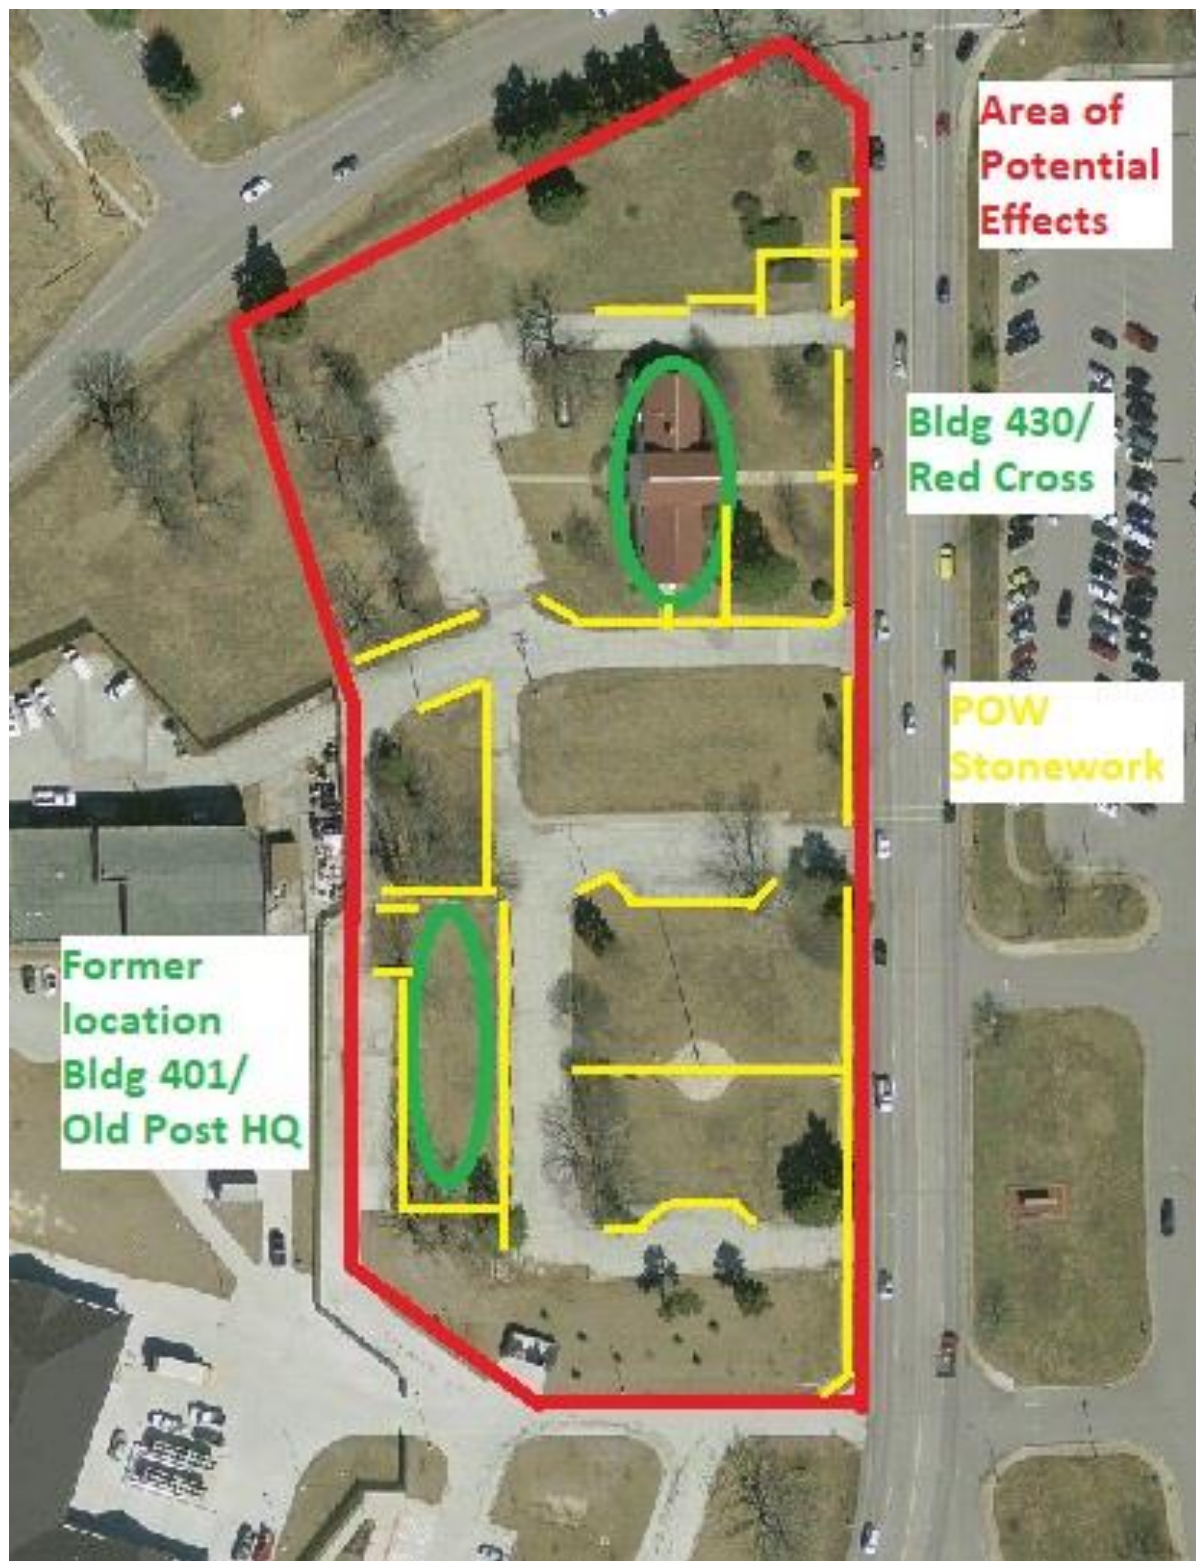 Area of
Potential
Effects
Bldg 430/
Red Cross
POW
Stonework
Former
location
Bldg 401/
Old Post HQ